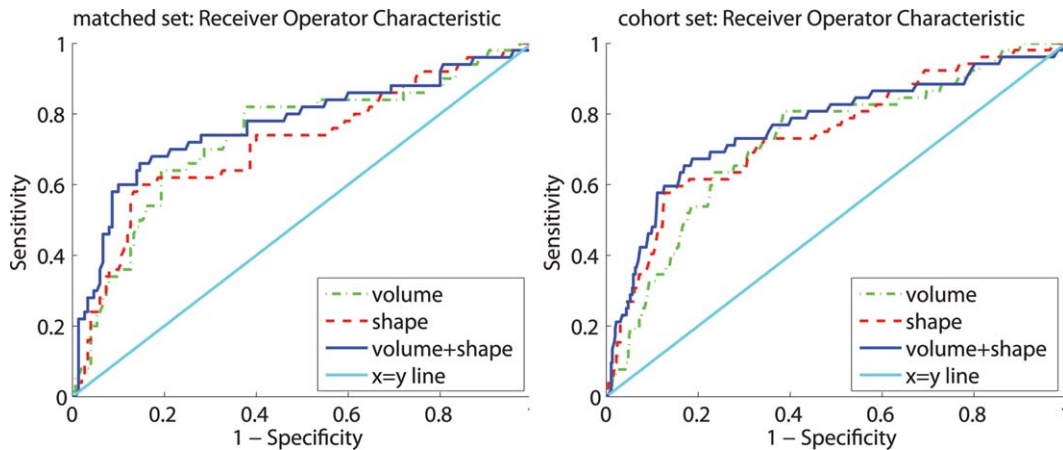 matched set: Receiver Operator Characteristic
1
0.8
0.6
0.4
0.2
0
Sensitivity
volume
shape
volume+shape
x=y line
0 0.2 0.4 0.6 0.8
1 − Specificity
cohort set: Receiver Operator Characteristic
1
0.8
0.6
0.4
0.2
0
Sensitivity
volume
shape
volume+shape
x=y line
0 0.2 0.4 0.6 0.8
1 − Specificity